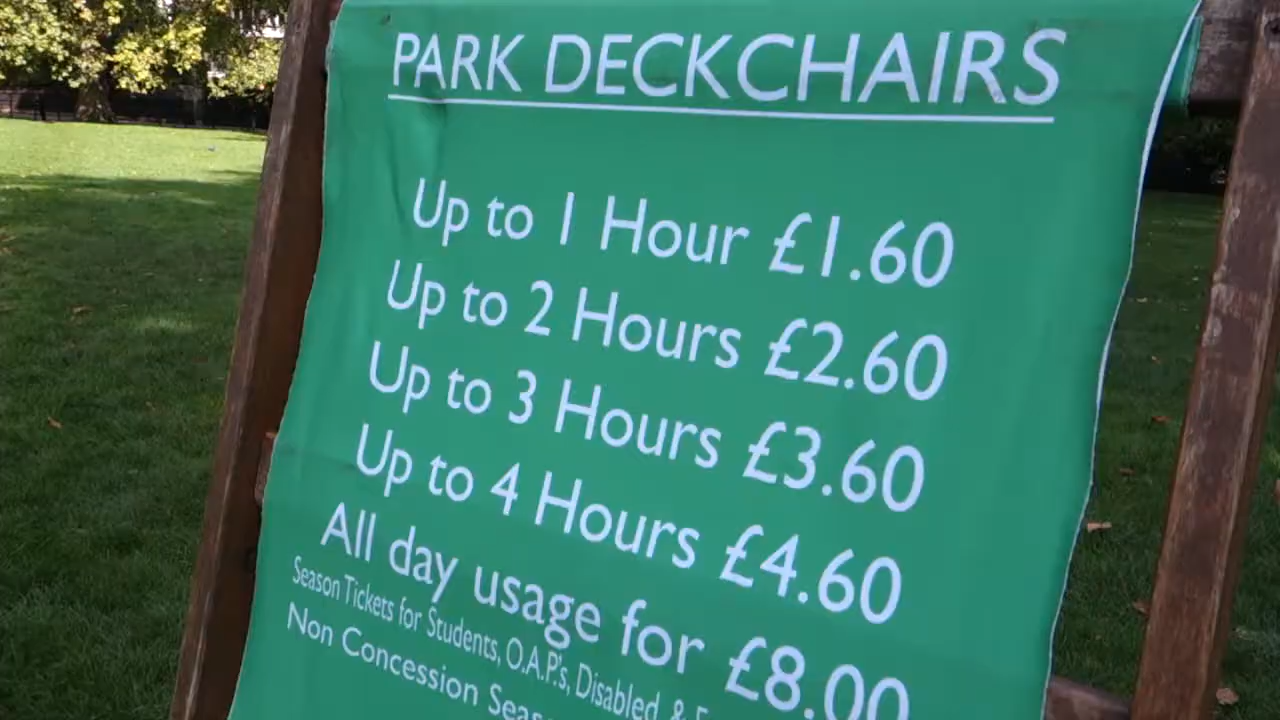 PARK DECKCHAIRS
Up to 1 Hour £1.60
Up to 2 Hours £2.60
Up to 3 Hours £3.60
Up to 4 Hours £4.60
All day usage for £8.00
Season Tickets for Students, O.A.P.'s, Disabled &
Non Concession